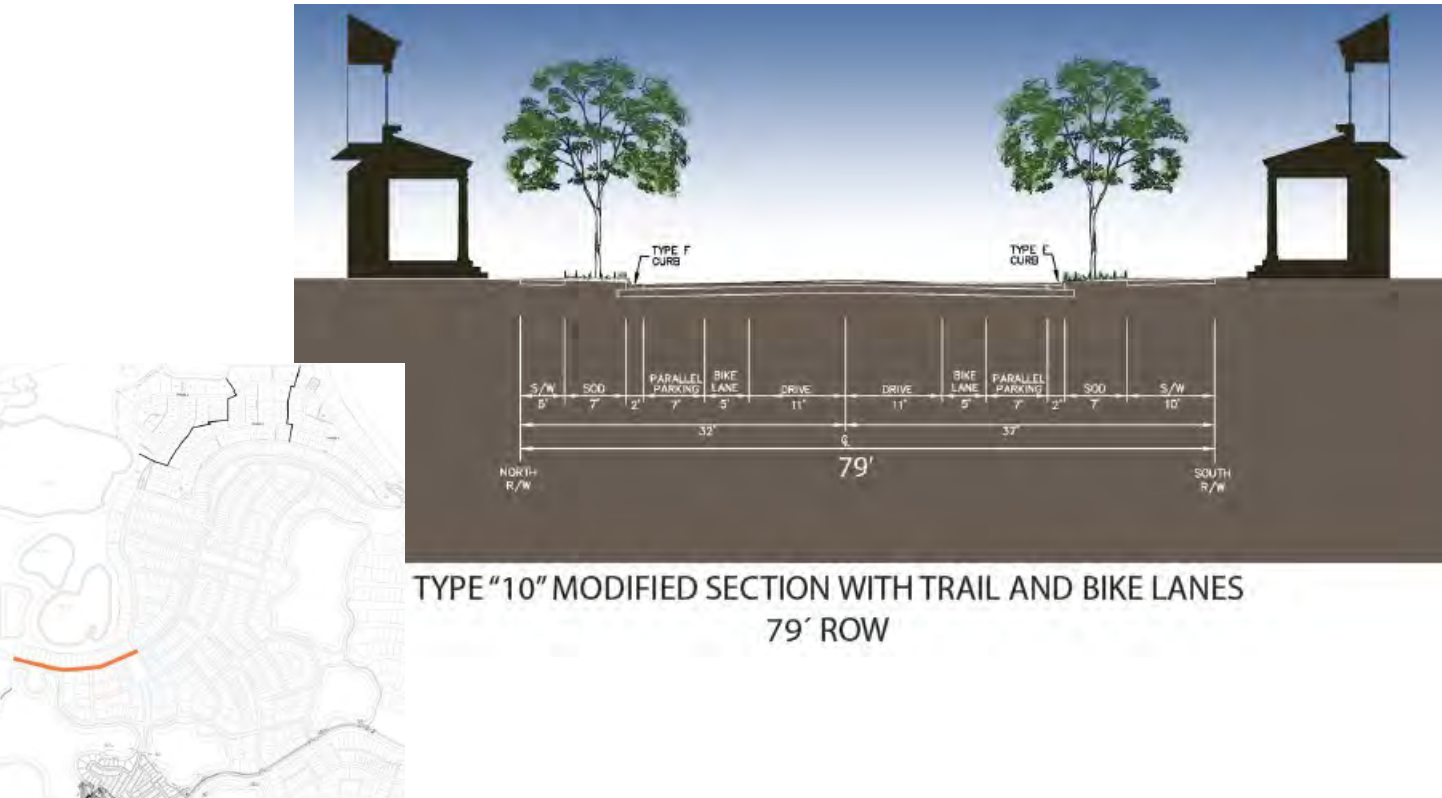 TYPE F
CURB
TYPE F
CURB
S/W SOD PARALLEL PARKING BIKE LANE DRIVE DRIVE BIKE LANE PARALLEL PARKING SOD S/W
5' 7' 2' 7' 5' 11' 11' 5' 7' 2' 7' 10'
32' 37'
℄
79'
NORTH
R/W
SOUTH
R/W
TYPE “10” MODIFIED SECTION WITH TRAIL AND BIKE LANES
79´ ROW